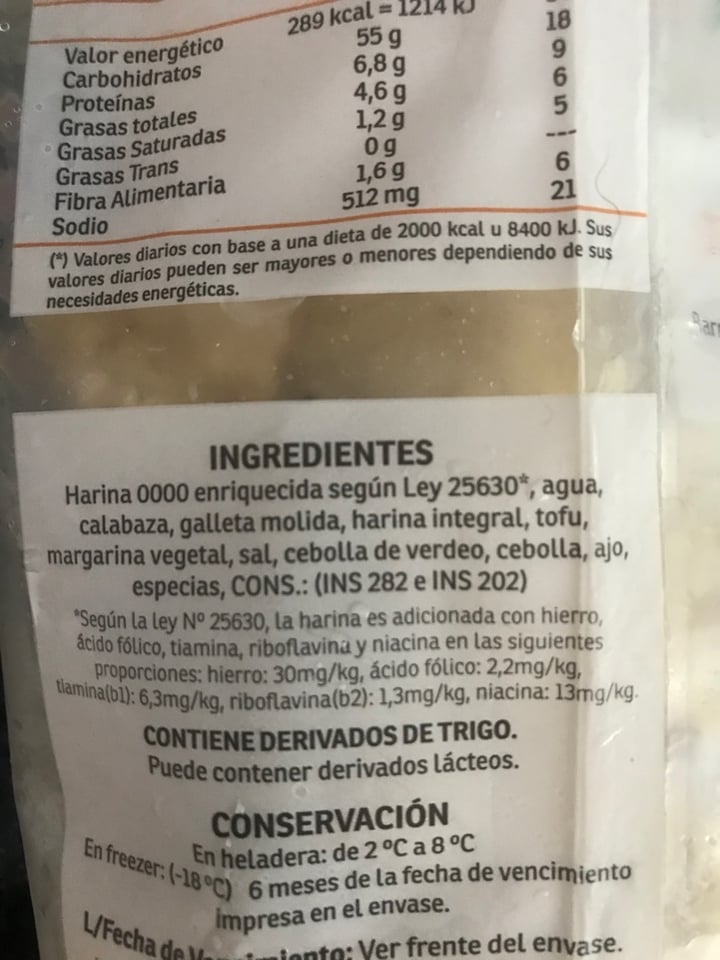 289 kcal = 1214 kJ
Valor energético 55 g 18
Carbohidratos 6,8 g 9
Proteínas 4,6 g 6
Grasas totales 1,2 g 5
Grasas Saturadas 0 g ---
Grasas Trans 1,6 g 6
Fibra Alimentaria 512 mg 21
Sodio
(*) Valores diarios con base a una dieta de 2000 kcal u 8400 kJ. Sus
valores diarios pueden ser mayores o menores dependiendo de sus
necesidades energéticas.
INGREDIENTES
Harina 0000 enriquecida según Ley 25630*, agua,
calabaza, galleta molida, harina integral, tofu,
margarina vegetal, sal, cebolla de verdeo, cebolla, ajo,
especias, CONS.: (INS 282 e INS 202)
*Según la ley Nº 25630, la harina es adicionada con hierro,
ácido fólico, tiamina, riboflavina y niacina en las siguientes
proporciones: hierro: 30mg/kg, ácido fólico: 2,2mg/kg,
tiamina(b1): 6,3mg/kg, riboflavina(b2): 1,3mg/kg, niacina: 13mg/kg.
CONTIENE DERIVADOS DE TRIGO.
Puede contener derivados lácteos.
CONSERVACIÓN
En heladera: de 2 ºC a 8 ºC
En freezer: (-18 ºC) 6 meses de la fecha de vencimiento
impresa en el envase.
L/Fecha de Vencimiento: Ver frente del envase.